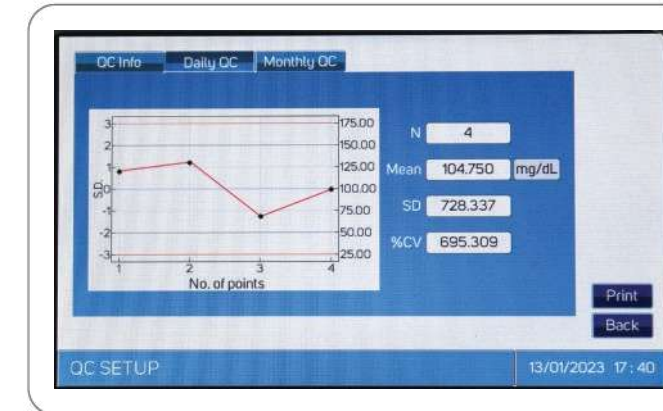 QC Info Daily QC Monthly QC
3 175.00
2 150.00
1 125.00
0 100.00
-1 75.00
-2 50.00
-3 25.00
S.D.
1 2 3 4
No. of points
N 4
Mean 104.750 mg/dL
SD 728.337
%CV 695.309
Print
Back
QC SETUP 13/01/2023 17:40